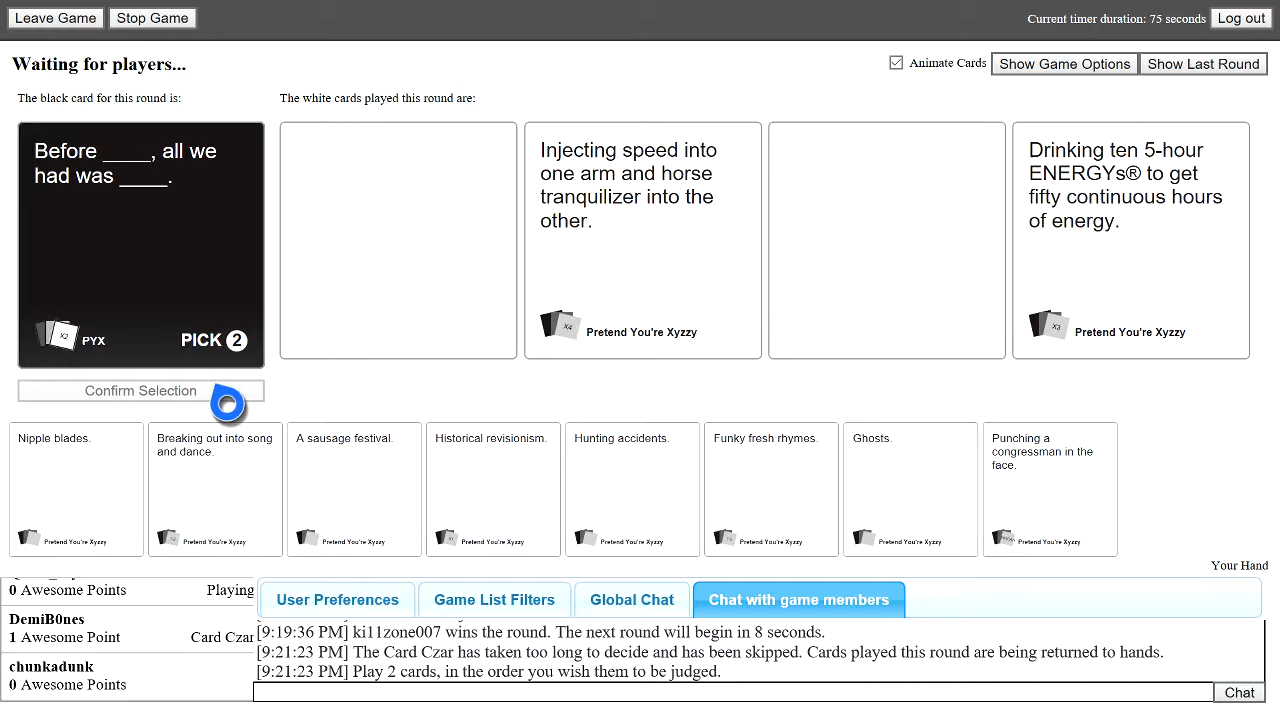 Leave Game Stop Game Current timer duration: 75 seconds Log out
Waiting for players... Animate Cards Show Game Options Show Last Round
The black card for this round is: The white cards played this round are:
Before _____, all we
had was _____.
X2 PYX PICK 2
Injecting speed into
one arm and horse
tranquilizer into the
other.
X4 Pretend You're Xyzzy
Drinking ten 5-hour
ENERGYs® to get
fifty continuous hours
of energy.
X3 Pretend You're Xyzzy
Confirm Selection
Nipple blades.
Pretend You're Xyzzy
Breaking out into song
and dance.
Pretend You're Xyzzy
A sausage festival.
Pretend You're Xyzzy
Historical revisionism.
Pretend You're Xyzzy
Hunting accidents.
Pretend You're Xyzzy
Funky fresh rhymes.
Pretend You're Xyzzy
Ghosts.
Pretend You're Xyzzy
Punching a
congressman in the
face.
Pretend You're Xyzzy
Your Hand
0 Awesome Points Playing
DemiB0nes
1 Awesome Point Card Czar
chunkadunk
0 Awesome Points
User Preferences Game List Filters Global Chat Chat with game members
[9:19:36 PM] ki11zone007 wins the round. The next round will begin in 8 seconds.
[9:21:23 PM] The Card Czar has taken too long to decide and has been skipped. Cards played this round are being returned to hands.
[9:21:23 PM] Play 2 cards, in the order you wish them to be judged.
Chat